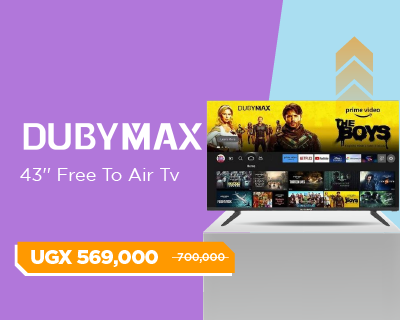 DUBYMAX
43" Free To Air Tv
UGX 569,000
700,000
DUBYMAX
prime video
THE BOYS